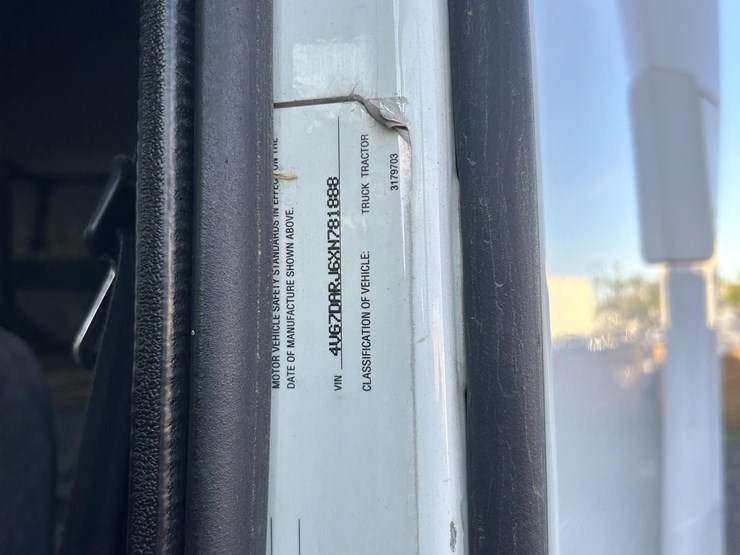 MOTOR VEHICLE SAFETY STANDARDS IN EFFECT ON THE
DATE OF MANUFACTURE SHOWN ABOVE.
VIN 4VG7DARJ6XN781888
CLASSIFICATION OF VEHICLE: TRUCK TRACTOR
3179703